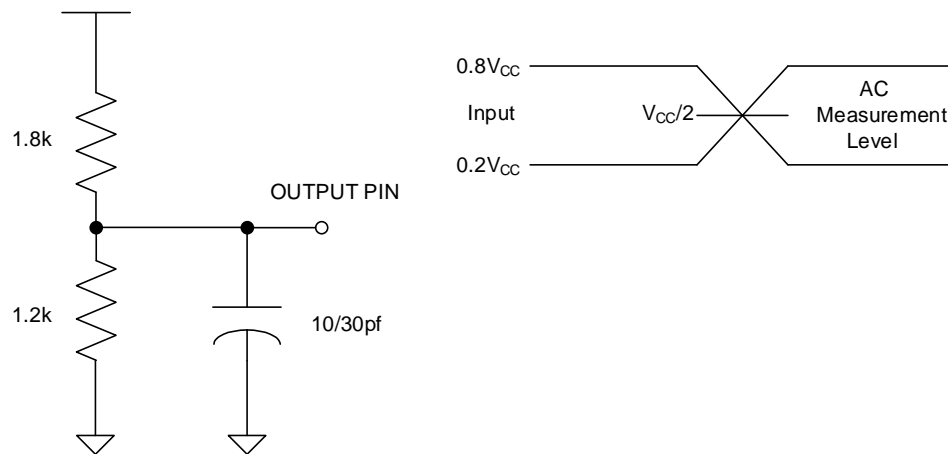 1.8k
1.2k
OUTPUT PIN
10/30pf
0.8VCC
Input
0.2VCC
VCC/2
AC
Measurement
Level